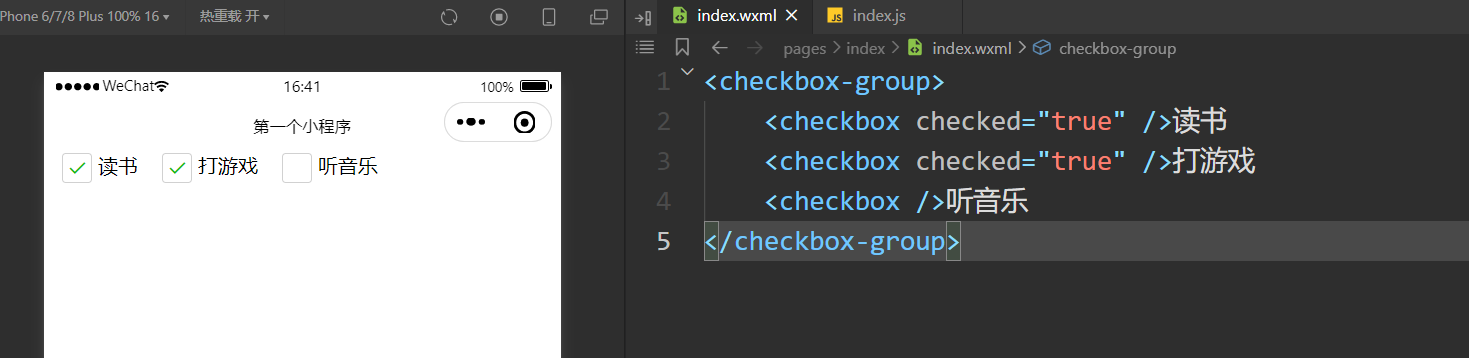 Phone 6/7/8 Plus 100% 16 热重载 开
WeChat 16:41 100%
第一个小程序
读书 打游戏 听音乐
index.wxml index.js
pages index index.wxml checkbox-group
1 <checkbox-group>
2 <checkbox checked="true" />读书
3 <checkbox checked="true" />打游戏
4 <checkbox />听音乐
5 </checkbox-group>